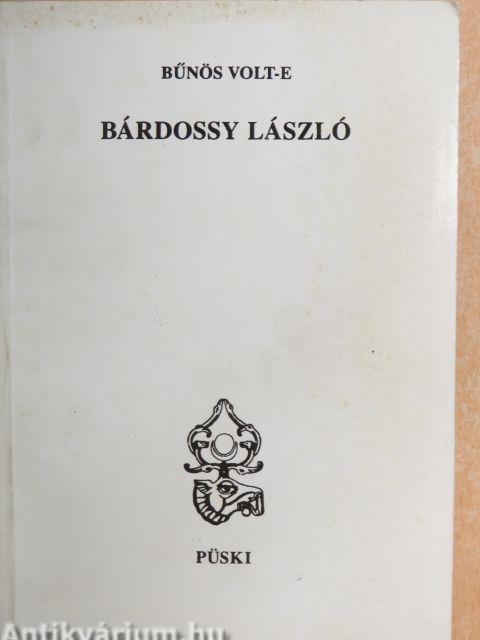 BŰNÖS VOLT-E
BÁRDOSSY LÁSZLÓ
PÜSKI
Antikvárium.hu